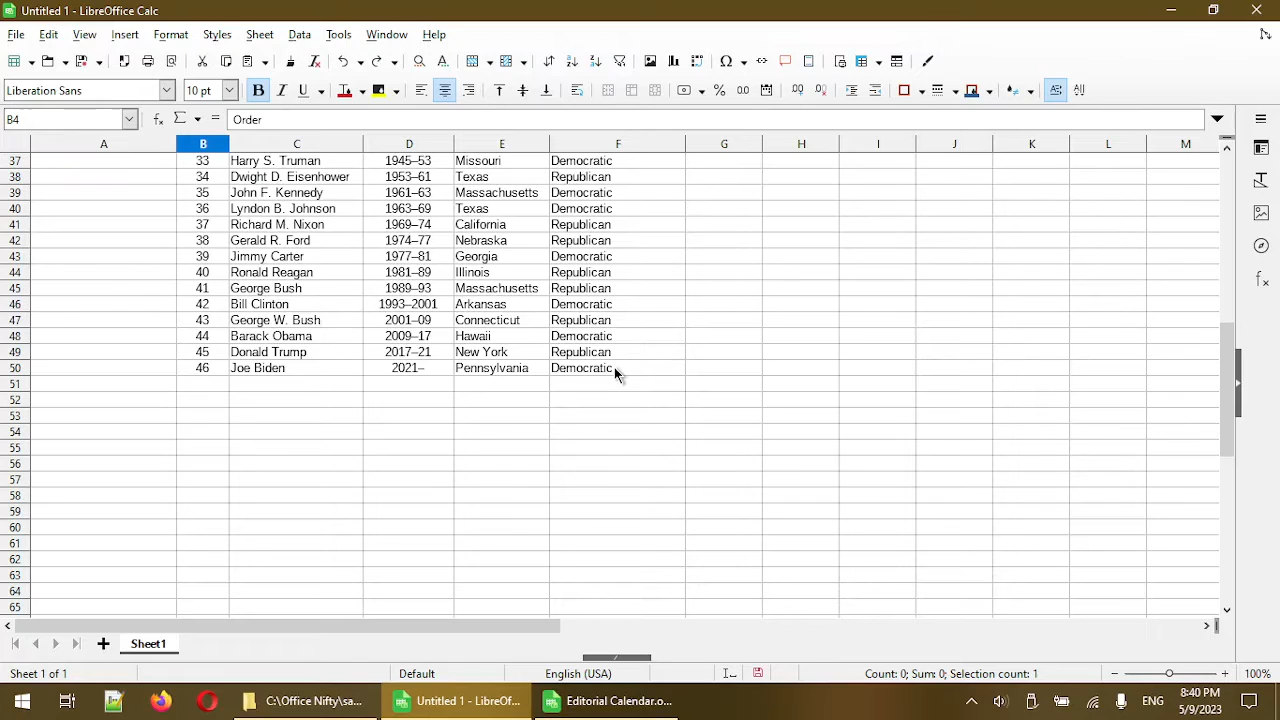 Untitled 1 - LibreOffice Calc
File Edit View Insert Format Styles Sheet Data Tools Window Help
Liberation Sans 10 pt
B4 Order
A B C D E F G H I J K L M
37 33 Harry S. Truman 1945–53 Missouri Democratic
38 34 Dwight D. Eisenhower 1953–61 Texas Republican
39 35 John F. Kennedy 1961–63 Massachusetts Democratic
40 36 Lyndon B. Johnson 1963–69 Texas Democratic
41 37 Richard M. Nixon 1969–74 California Republican
42 38 Gerald R. Ford 1974–77 Nebraska Republican
43 39 Jimmy Carter 1977–81 Georgia Democratic
44 40 Ronald Reagan 1981–89 Illinois Republican
45 41 George Bush 1989–93 Massachusetts Republican
46 42 Bill Clinton 1993–2001 Arkansas Democratic
47 43 George W. Bush 2001–09 Connecticut Republican
48 44 Barack Obama 2009–17 Hawaii Democratic
49 45 Donald Trump 2017–21 New York Republican
50 46 Joe Biden 2021– Pennsylvania Democratic
51
52
53
54
55
56
57
58
59
60
61
62
63
64
65
Sheet1
Sheet 1 of 1 Default English (USA) Count: 0; Sum: 0; Selection count: 1 100%
C:\Office Nifty\sa... Untitled 1 - LibreOf... Editorial Calendar.o... ENG 8:40 PM
5/9/2023